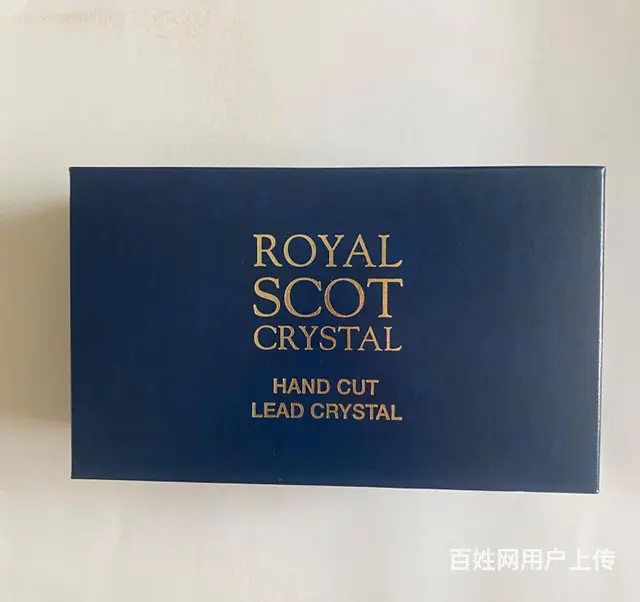 ROYAL
SCOT
CRYSTAL
HAND CUT
LEAD CRYSTAL
百姓网用户上传